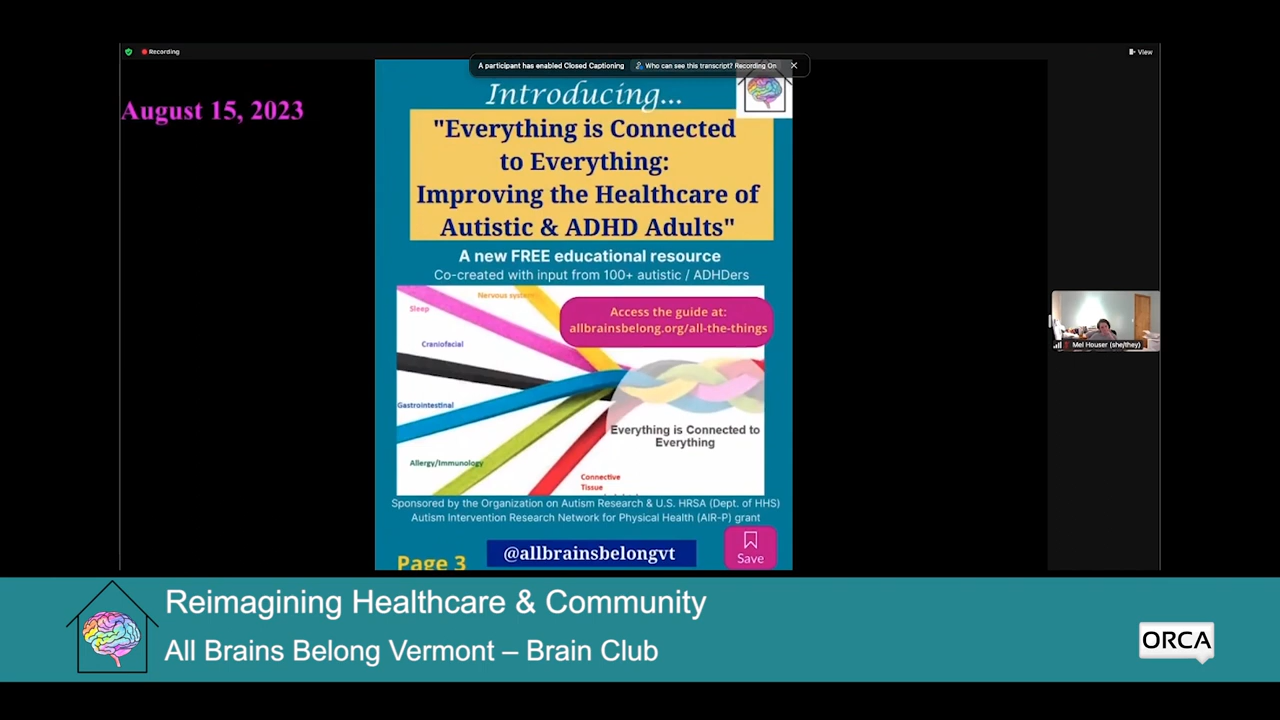 Recording
A participant has enabled Closed Captioning
Who can see this transcript? Recording On
View
August 15, 2023
Introducing...
"Everything is Connected
to Everything:
Improving the Healthcare of
Autistic & ADHD Adults"
A new FREE educational resource
Co-created with input from 100+ autistic / ADHDers
Nervous system
Sleep
Access the guide at:
allbrainsbelong.org/all-the-things
Craniofacial
Gastrointestinal
Everything is Connected to
Everything
Allergy/Immunology
Connective
Tissue
Sponsored by the Organization on Autism Research & U.S. HRSA (Dept. of HHS)
Autism Intervention Research Network for Physical Health (AIR-P) grant
Page 3
@allbrainsbelongvt
Save
Mel Houser (she/they)
Reimagining Healthcare & Community
All Brains Belong Vermont – Brain Club
ORCA